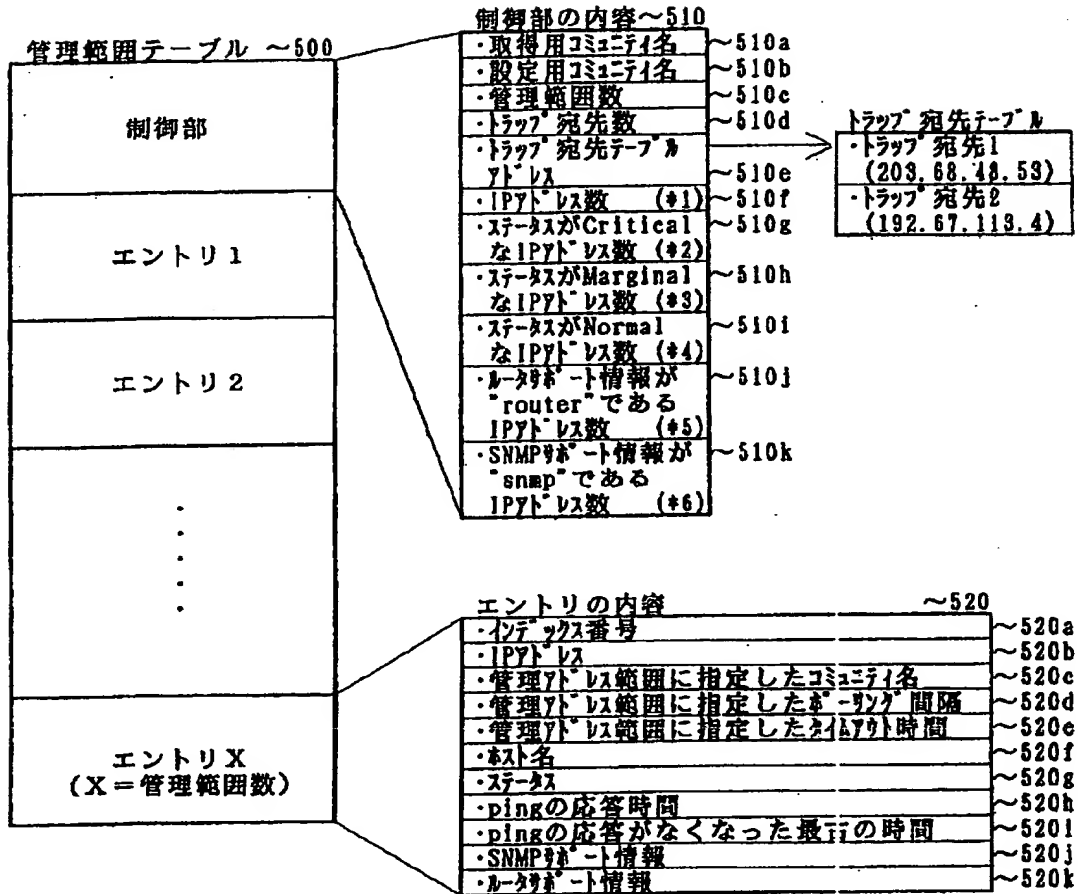 管理範囲テーブル ～500
制御部
エントリ1
エントリ2
エントリX
(X＝管理範囲数)
制御部の内容～510
・取得用ｺﾐｭﾆﾃｨ名 ～510a
・設定用ｺﾐｭﾆﾃｨ名 ～510b
・管理範囲数 ～510c
・ﾄﾗｯﾌﾟ宛先数 ～510d
・ﾄﾗｯﾌﾟ宛先ﾃｰﾌﾞﾙ
ｱﾄﾞﾚｽ ～510e
・IPｱﾄﾞﾚｽ数 (*1) ～510f
・ｽﾃｰﾀｽがCritical ～510g
なIPｱﾄﾞﾚｽ数 (*2)
・ｽﾃｰﾀｽがMarginal ～510h
なIPｱﾄﾞﾚｽ数 (*3)
・ｽﾃｰﾀｽがNormal ～510i
なIPｱﾄﾞﾚｽ数 (*4)
・ﾙｰﾀｻﾎﾟｰﾄ情報が ～510j
"router"である
IPｱﾄﾞﾚｽ数 (*5)
・SNMPｻﾎﾟｰﾄ情報が ～510k
"snmp"である
IPｱﾄﾞﾚｽ数 (*6)
ﾄﾗｯﾌﾟ宛先ﾃｰﾌﾞﾙ
・ﾄﾗｯﾌﾟ宛先1
(203.68.48.53)
・ﾄﾗｯﾌﾟ宛先2
(192.67.113.4)
エントリの内容 ～520
・ｲﾝﾃﾞｯｸｽ番号 ～520a
・IPｱﾄﾞﾚｽ ～520b
・管理ｱﾄﾞﾚｽ範囲に指定したｺﾐｭﾆﾃｨ名 ～520c
・管理ｱﾄﾞﾚｽ範囲に指定したﾎﾟｰﾘﾝｸﾞ間隔 ～520d
・管理ｱﾄﾞﾚｽ範囲に指定したﾀｲﾑｱｳﾄ時間 ～520e
・ﾎｽﾄ名 ～520f
・ｽﾃｰﾀｽ ～520g
・pingの応答時間 ～520h
・pingの応答がなくなった最古の時間 ～520i
・SNMPｻﾎﾟｰﾄ情報 ～520j
・ﾙｰﾀｻﾎﾟｰﾄ情報 ～520k